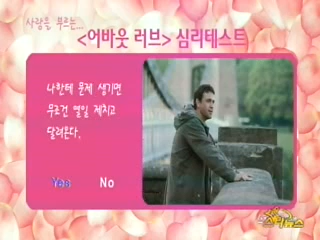 사랑을 부르는...
<어바웃 러브> 심리테스트
나한테 문제 생기면
무조건 열일 제치고
달려온다.
Yes No